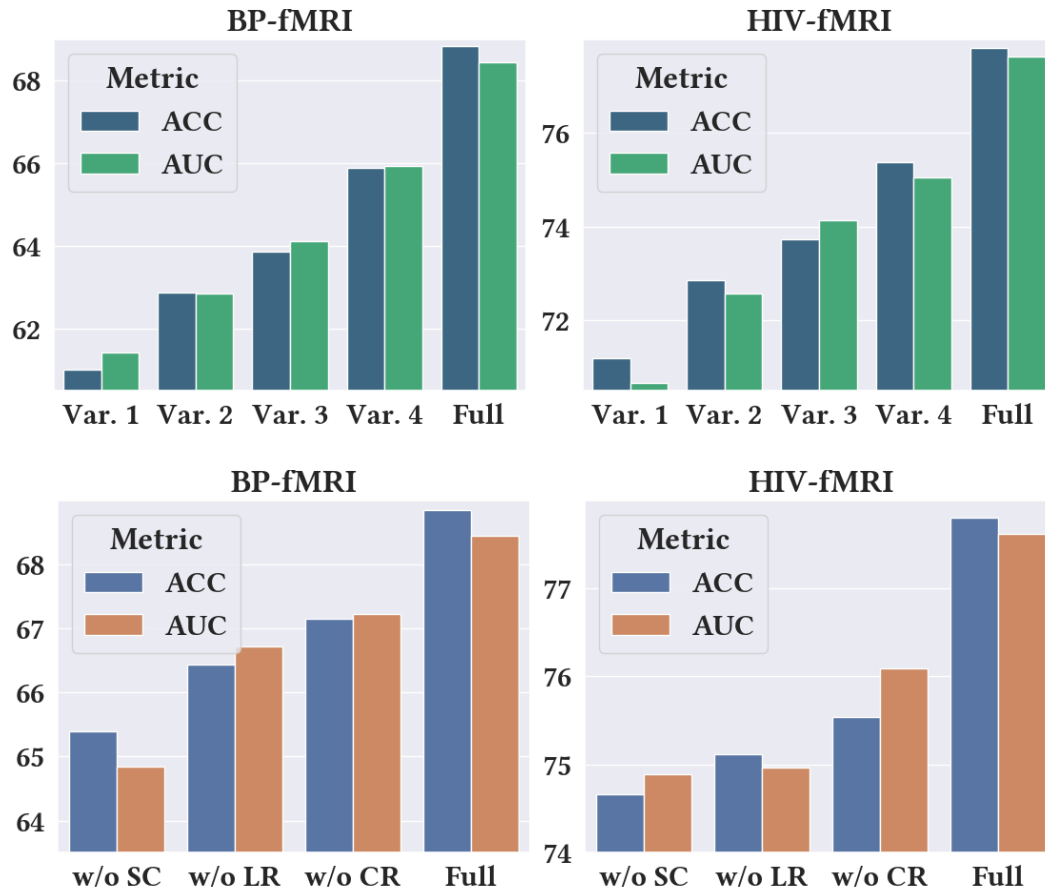 BP-fMRI
68
66
64
62
Metric
ACC
AUC
Var. 1 Var. 2 Var. 3 Var. 4 Full
HIV-fMRI
76
74
72
Metric
ACC
AUC
Var. 1 Var. 2 Var. 3 Var. 4 Full
BP-fMRI
68
67
66
65
64
Metric
ACC
AUC
w/o SC w/o LR w/o CR Full
HIV-fMRI
77
76
75
74
Metric
ACC
AUC
w/o SC w/o LR w/o CR Full